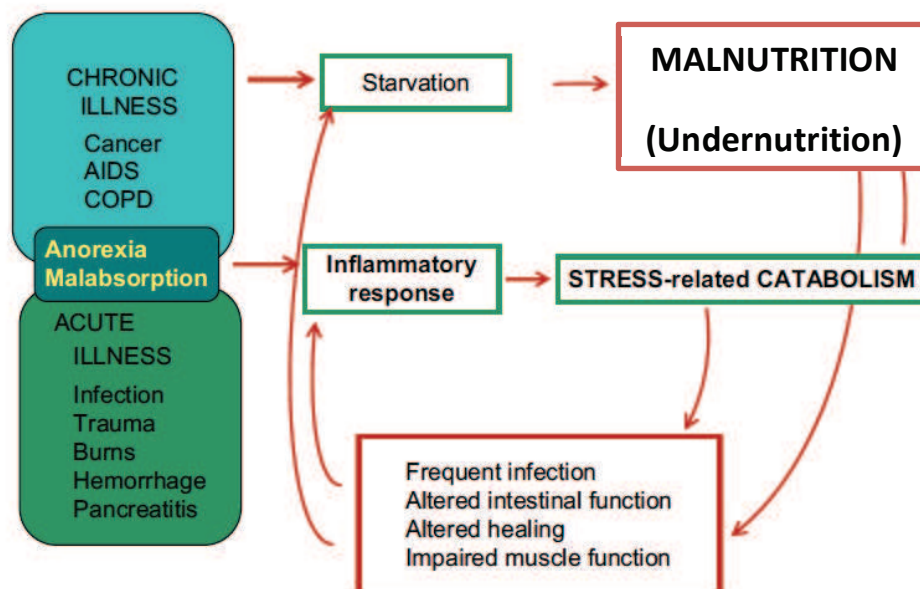 CHRONIC
ILLNESS
Cancer
AIDS
COPD
Anorexia
Malabsorption
ACUTE
ILLNESS
Infection
Trauma
Burns
Hemorrhage
Pancreatitis
Starvation
MALNUTRITION
(Undernutrition)
Inflammatory
response
STRESS-related CATABOLISM
Frequent infection
Altered intestinal function
Altered healing
Impaired muscle function